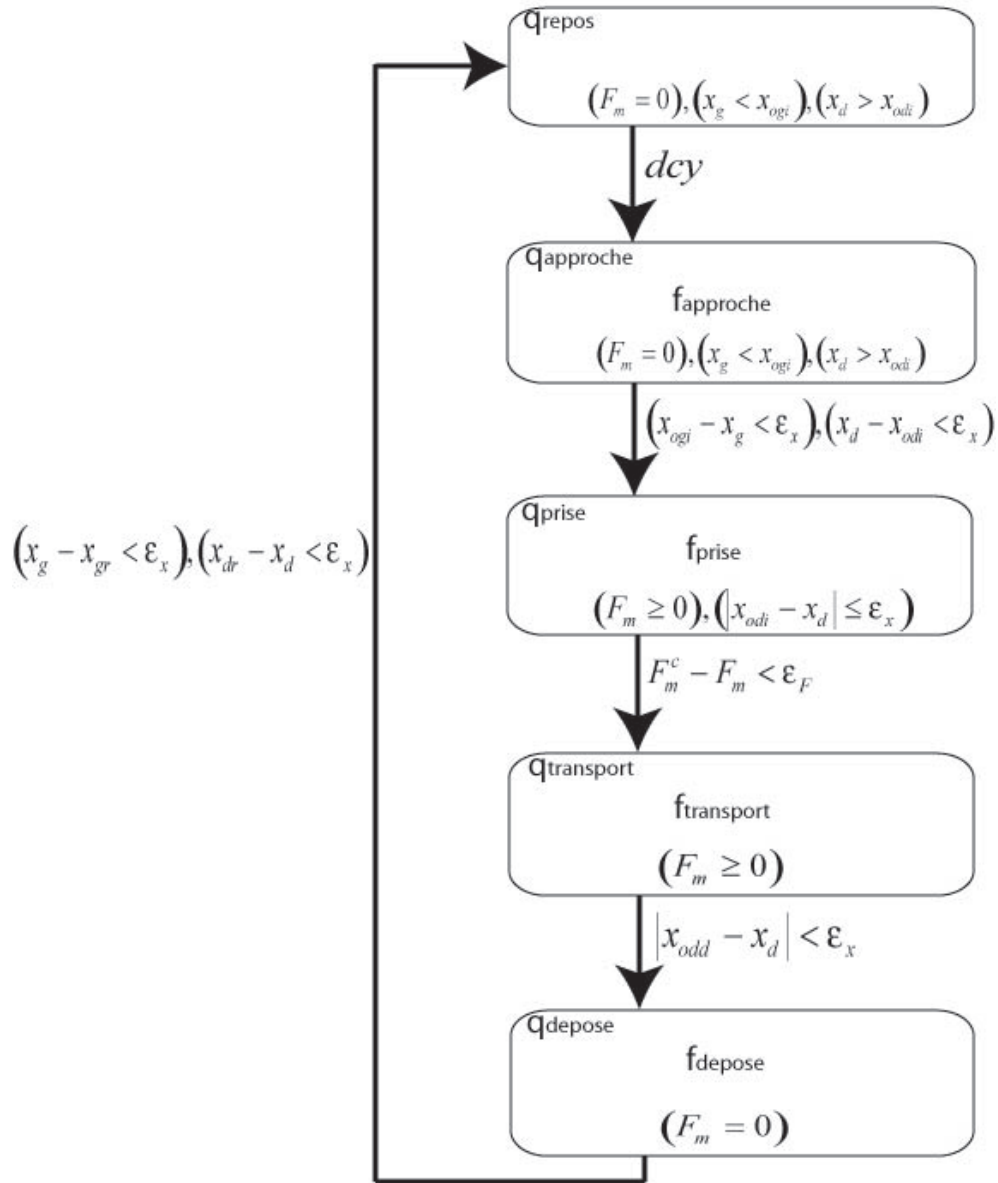 qrepos
(F_m = 0),(x_g < x_ogi),(x_d > x_odi)
dcy
qapproche
fapproche
(F_m = 0),(x_g < x_ogi),(x_d > x_odi)
(x_ogi − x_g < ε_x),(x_d − x_odi < ε_x)
qprise
fprise
(F_m ≥ 0),(|x_odi − x_d| ≤ ε_x)
(x_g − x_gr < ε_x),(x_dr − x_d < ε_x)
F_m^c − F_m < ε_F
qtransport
ftransport
(F_m ≥ 0)
|x_odd − x_d| < ε_x
qdepose
fdepose
(F_m = 0)